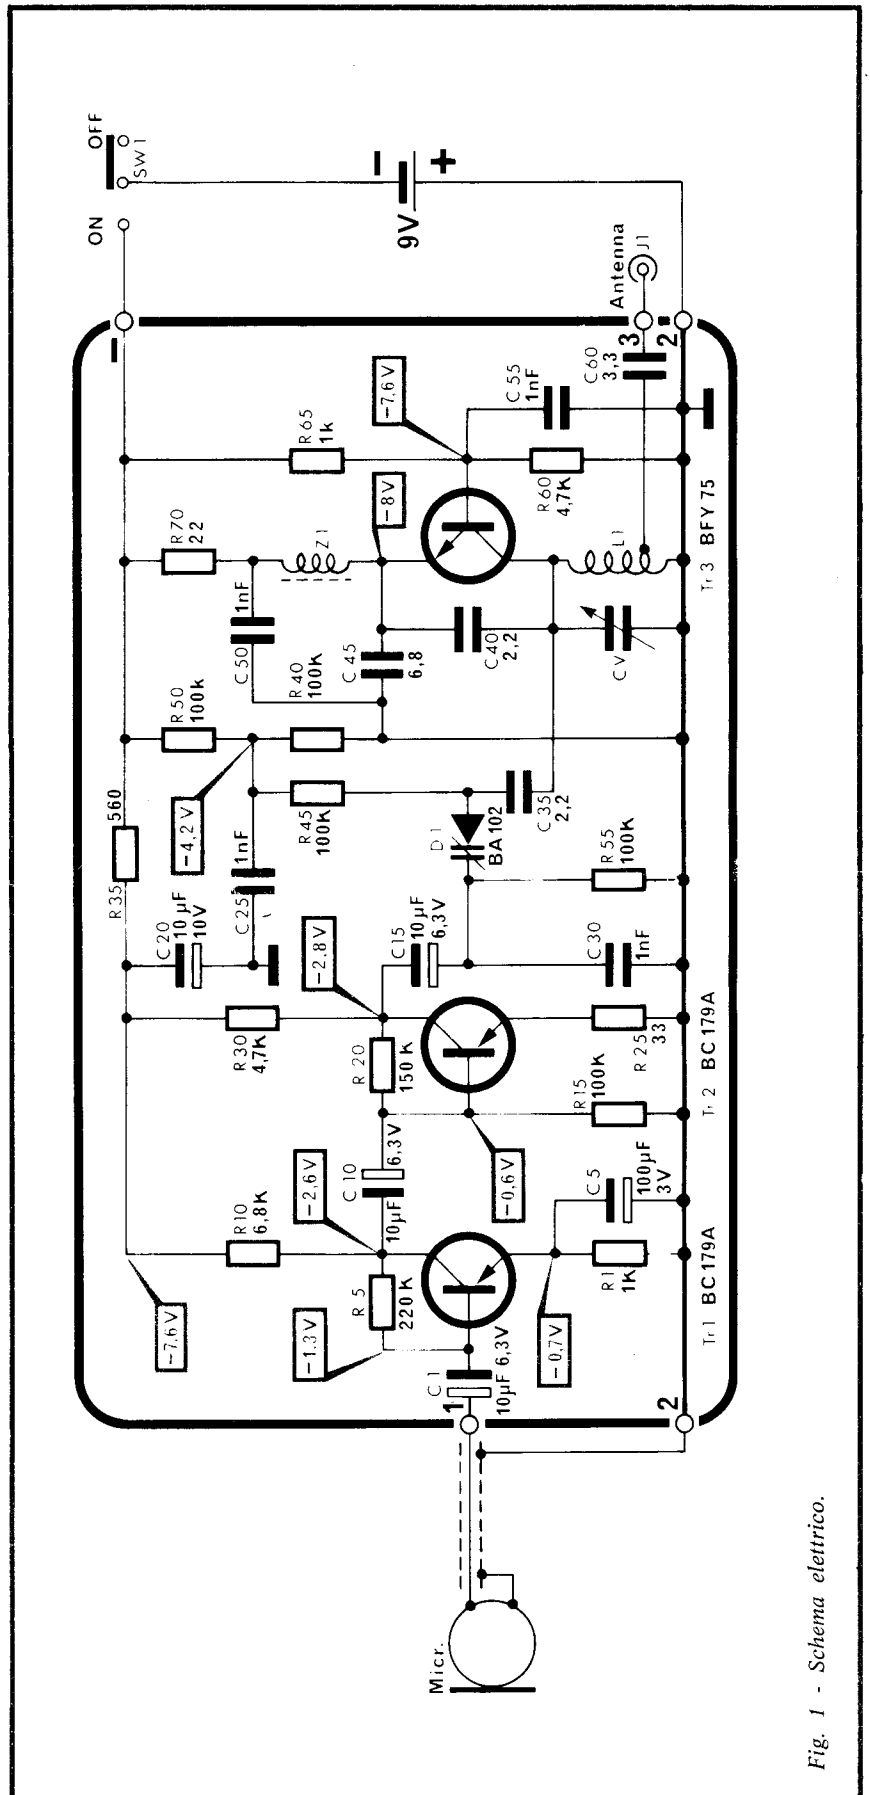 OFF
SW1
ON
−
+
9V
Antenna
J1
−
3
2
R65
1k
−7,6V
C55
1nF
C60
3,3
R70
22
Z1
−8V
R60
4,7K
L1
Tr3 BFY75
1nF
C50
R40
100K
C45
6,8
C40
2,2
CV
R50
100k
560
R35
−4,2V
R45
100K
D1
BA102
C35
2,2
R55
100K
C20
10µF
10V
1nF
C25
−2,8V
C15
10µF
6,3V
C30
1nF
R30
4,7K
R20
150K
R25
33
R15
100K
Tr2 BC179A
6,3V
C10
10µF
−2,6V
−0,6V
R10
6,8K
C5
100µF
3V
−7,6V
−1,3V
R5
220K
R1
1K
−0,7V
Tr1 BC179A
C1
10µF 6,3V
1
2
Micr.
Fig. 1 - Schema elettrico.